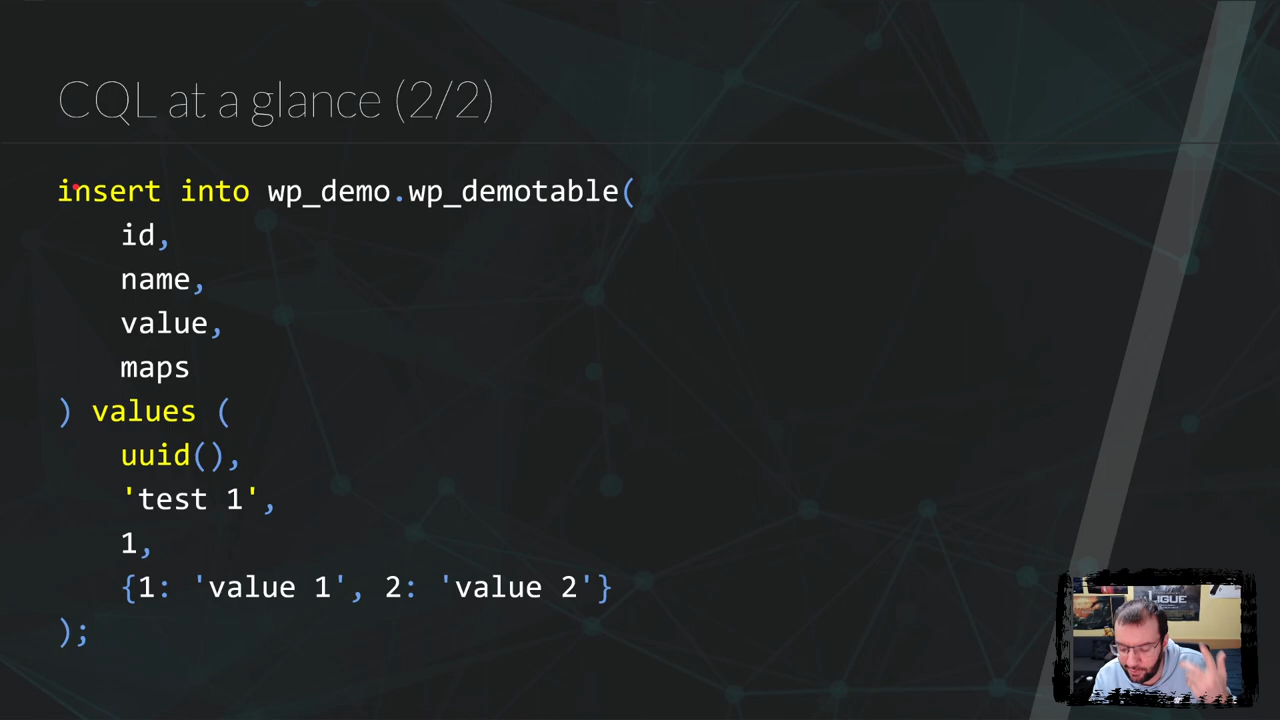 CQL at a glance (2/2)
insert into wp_demo.wp_demotable(
id,
name,
value,
maps
) values (
uuid(),
'test 1',
1,
{1: 'value 1', 2: 'value 2'}
);
LIGUE